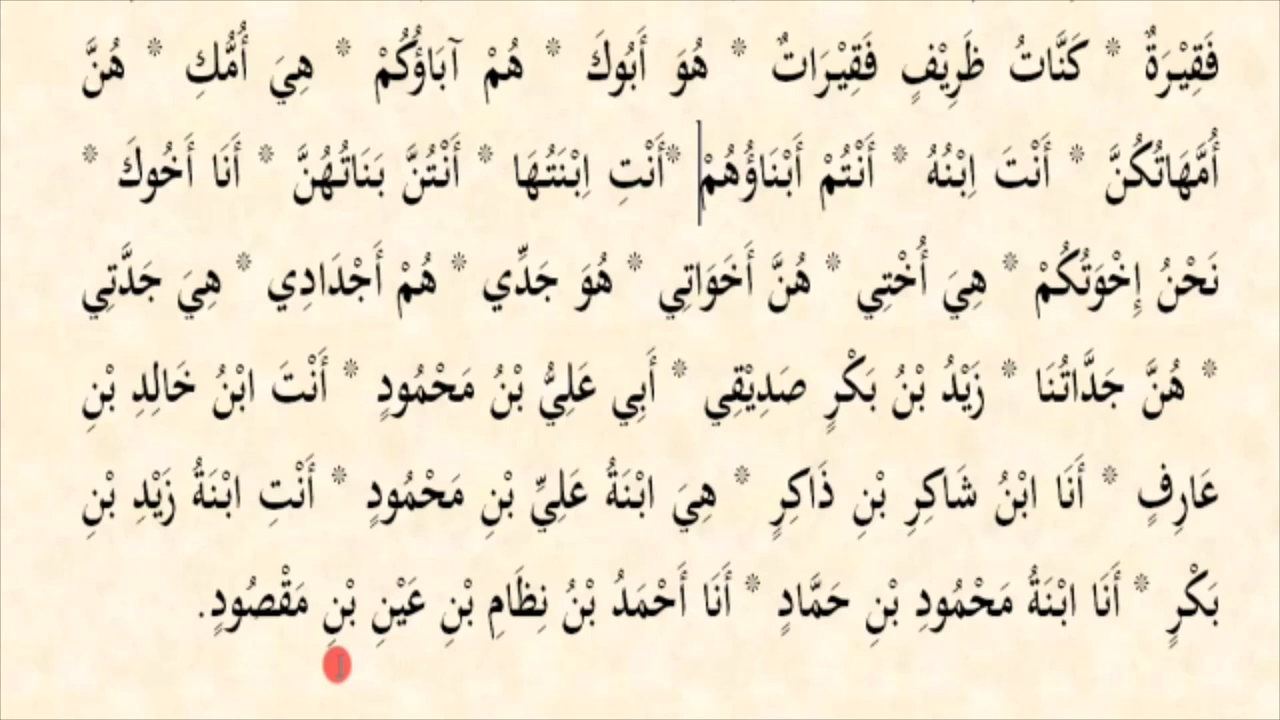 فَقِيْرَةٌ * كَنَّاتُ ظَرِيْفٍ فَقِيْرَاتٌ * هُوَ أَبُوكَ * هُمْ آبَاؤُكُمْ * هِيَ أُمُّكِ * هُنَّ
أُمَّهَاتُكُنَّ * أَنْتَ اِبْنُهُ * أَنْتُمْ أَبْنَاؤُهُمْ *أَنْتِ اِبْنَتُهَا * أَنْتُنَّ بَنَاتُهُنَّ * أَنَا أَخُوكَ *
نَحْنُ إِخْوَتُكُمْ * هِيَ أُخْتِي * هُنَّ أَخَوَاتِي * هُوَ جَدِّي * هُمْ أَجْدَادِي * هِيَ جَدَّتِي
* هُنَّ جَدَّاتُنَا * زَيْدُ بْنُ بَكْرٍ صَدِيْقِي * أَبِي عَلِيُّ بْنُ مَحْمُودٍ * أَنْتَ ابْنُ خَالِدِ بْنِ
عَارِفٍ * أَنَا ابْنُ شَاكِرِ بْنِ ذَاكِرٍ * هِيَ ابْنَةُ عَلِيِّ بْنِ مَحْمُودٍ * أَنْتِ ابْنَةُ زَيْدِ بْنِ
بَكْرٍ * أَنَا ابْنَةُ مَحْمُودِ بْنِ حَمَّادٍ * أَنَا أَحْمَدُ بْنُ نِظَامِ بْنِ عَيْنِ بْنِ مَقْصُودٍ.